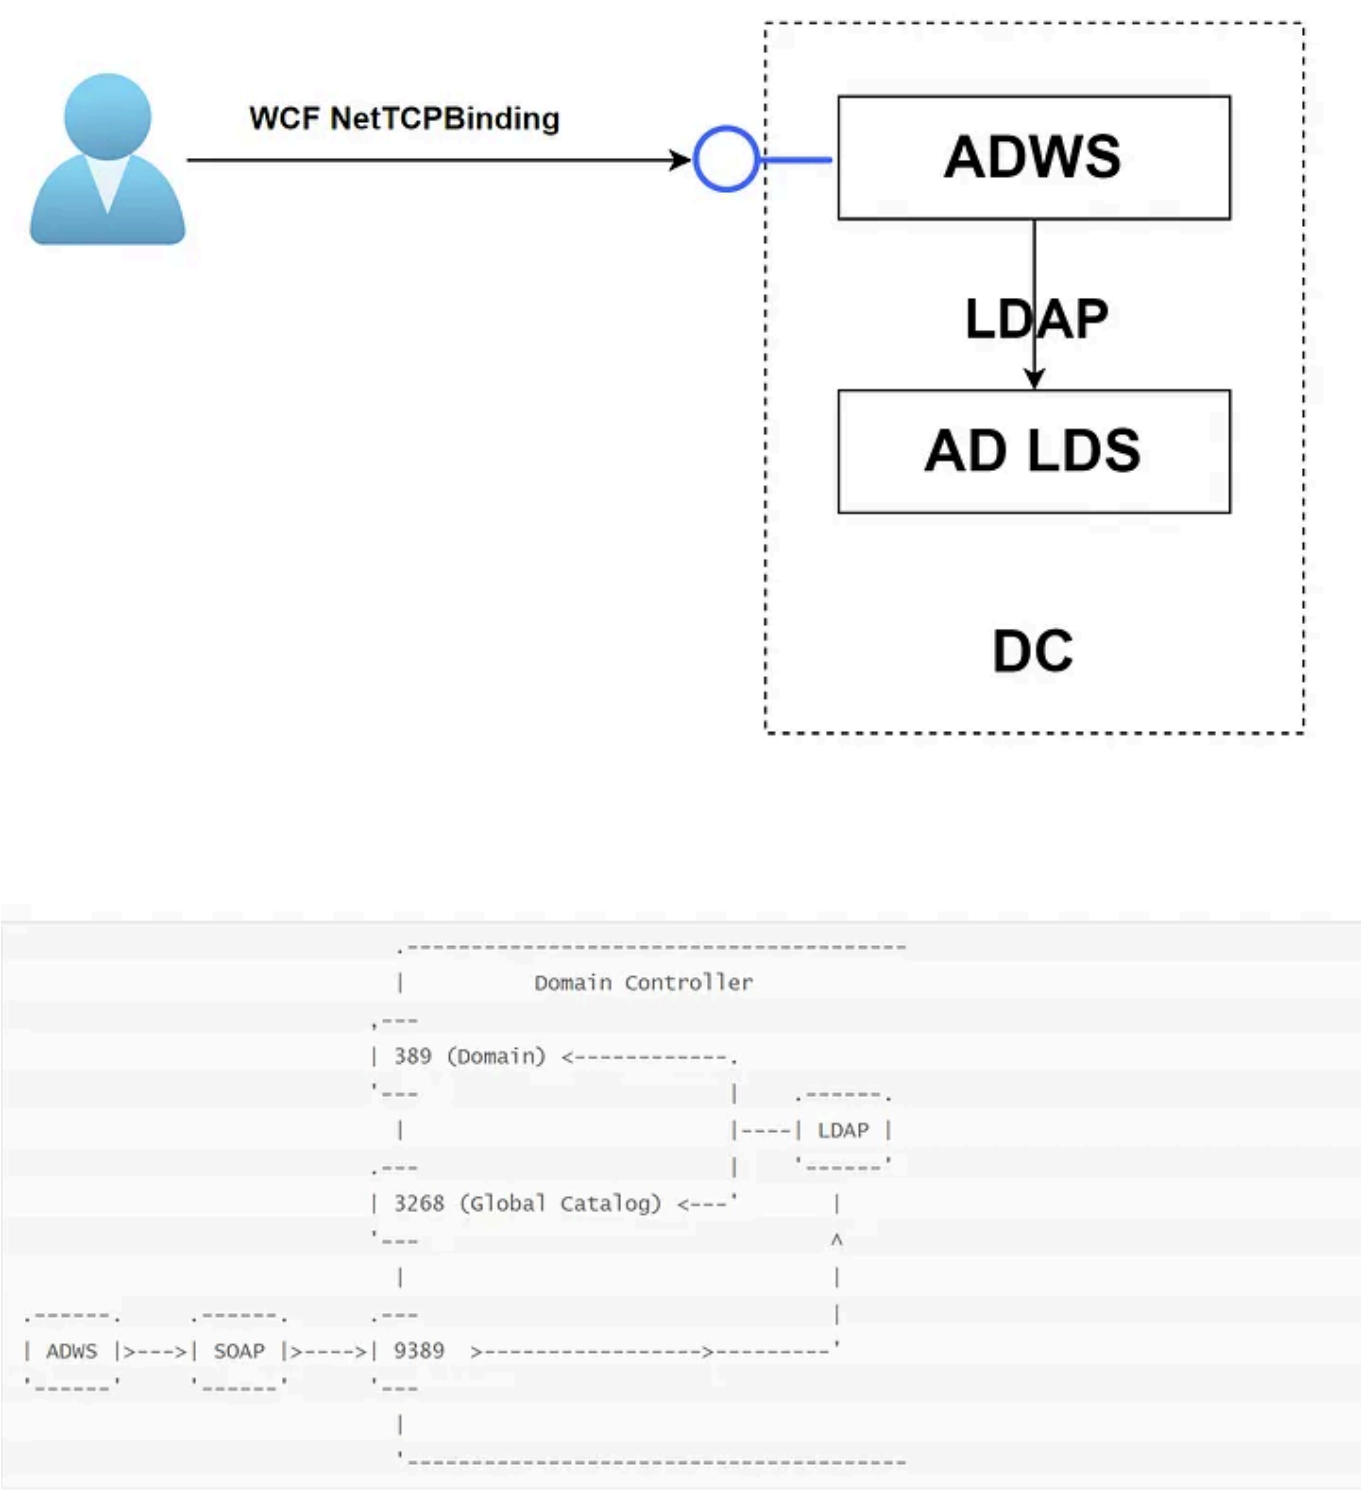 WCF NetTCPBinding
ADWS
LDAP
AD LDS
DC
.---------------------------------------
|          Domain Controller
,---
| 389 (Domain) <------------.
'---                        |    .------.
  |                         |----| LDAP |
.---                        |    '------'
| 3268 (Global Catalog) <---'       |
'---                                ^
  |                                 |
.------.     .------.      .---                                |
| ADWS |>--->| SOAP |>---->| 9389  >----------------->---------'
'------'     '------'      '---
  |
'---------------------------------------